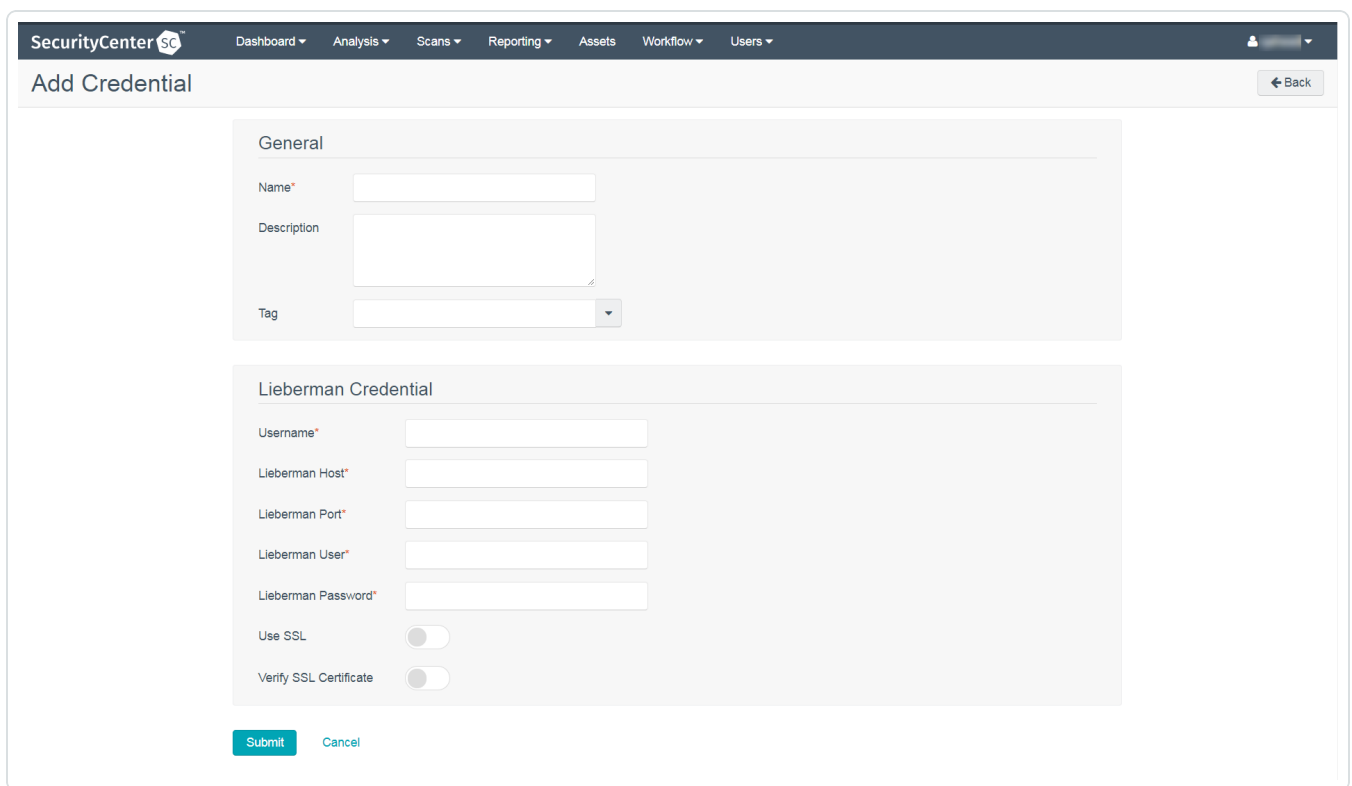 SecurityCenter SC™ Dashboard Analysis Scans Reporting Assets Workflow Users
Add Credential Back
General
Name*
Description
Tag
Lieberman Credential
Username*
Lieberman Host*
Lieberman Port*
Lieberman User*
Lieberman Password*
Use SSL
Verify SSL Certificate
Submit Cancel